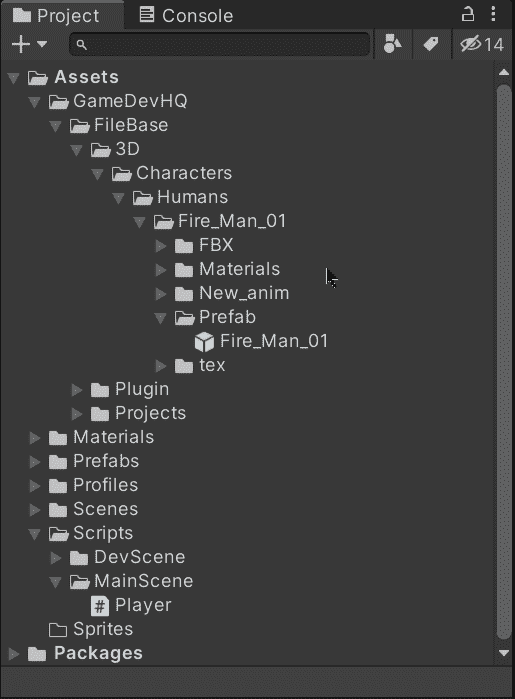 Project Console
14
Assets
GameDevHQ
FileBase
3D
Characters
Humans
Fire_Man_01
FBX
Materials
New_anim
Prefab
Fire_Man_01
tex
Plugin
Projects
Materials
Prefabs
Profiles
Scenes
Scripts
DevScene
MainScene
# Player
Sprites
Packages